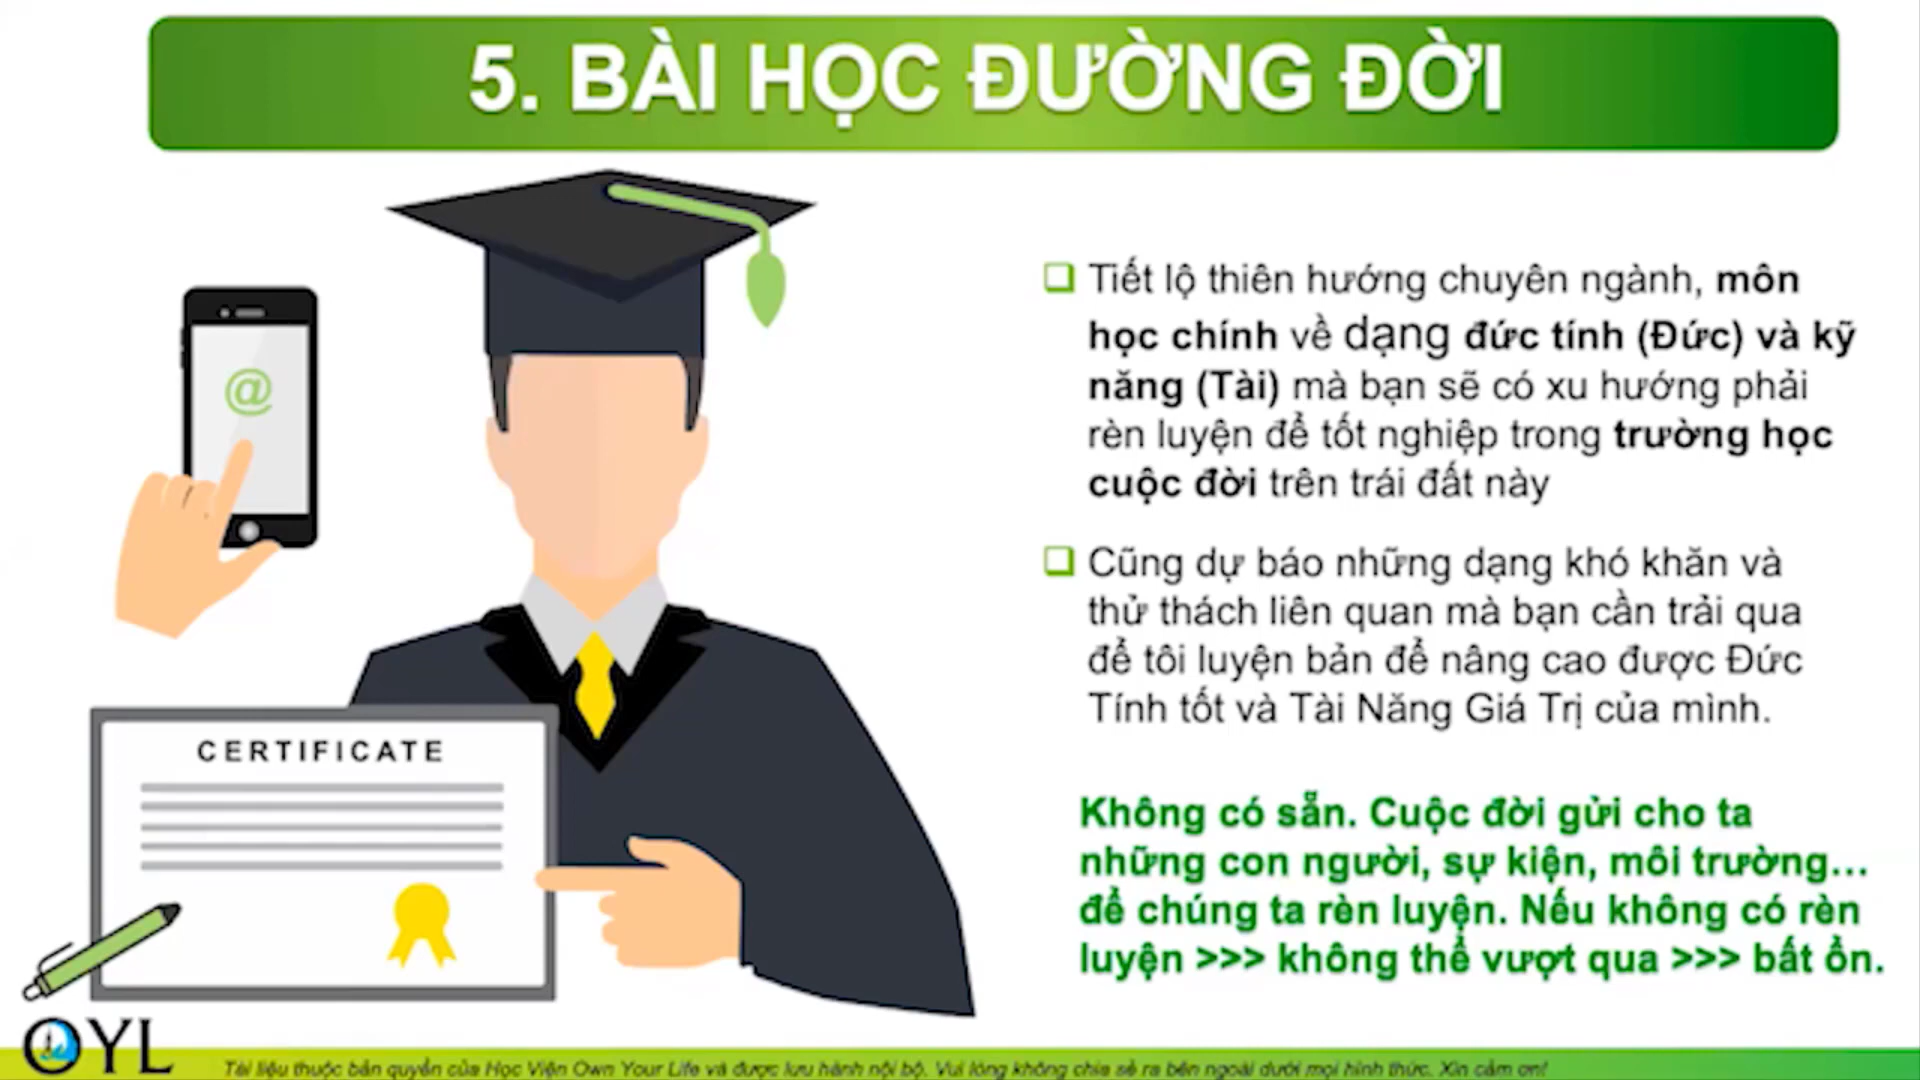 5. BÀI HỌC ĐƯỜNG ĐỜI
@
Tiết lộ thiên hướng chuyên ngành, môn
học chính về dạng đức tính (Đức) và kỹ
năng (Tài) mà bạn sẽ có xu hướng phải
rèn luyện để tốt nghiệp trong trường học
cuộc đời trên trái đất này
Cũng dự báo những dạng khó khăn và
thử thách liên quan mà bạn cần trải qua
để tôi luyện bản để nâng cao được Đức
Tính tốt và Tài Năng Giá Trị của mình.
CERTIFICATE
Không có sẵn. Cuộc đời gửi cho ta
những con người, sự kiện, môi trường...
để chúng ta rèn luyện. Nếu không có rèn
luyện >>> không thể vượt qua >>> bất ổn.
OYL
Tài liệu thuộc bản quyền của Học Viện Own Your Life và được lưu hành nội bộ. Vui lòng không chia sẻ ra bên ngoài dưới mọi hình thức. Xin cảm ơn!